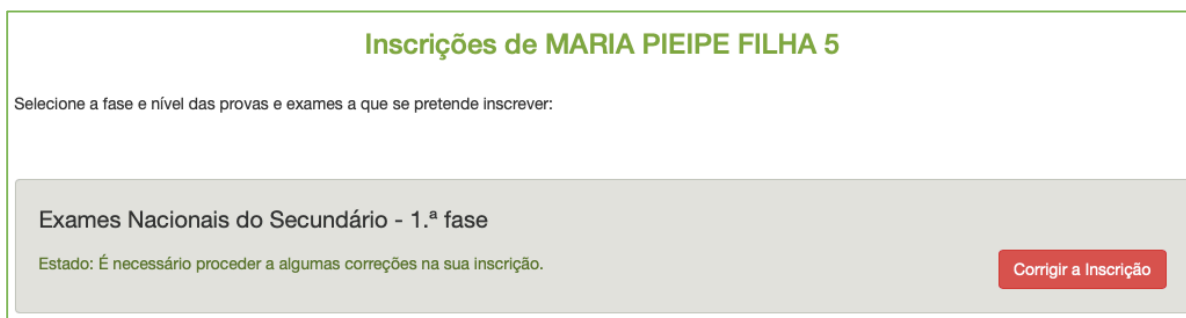 Inscrições de MARIA PIEIPE FILHA 5
Selecione a fase e nível das provas e exames a que se pretende inscrever:
Exames Nacionais do Secundário - 1.ª fase
Estado: É necessário proceder a algumas correções na sua inscrição.
Corrigir a Inscrição